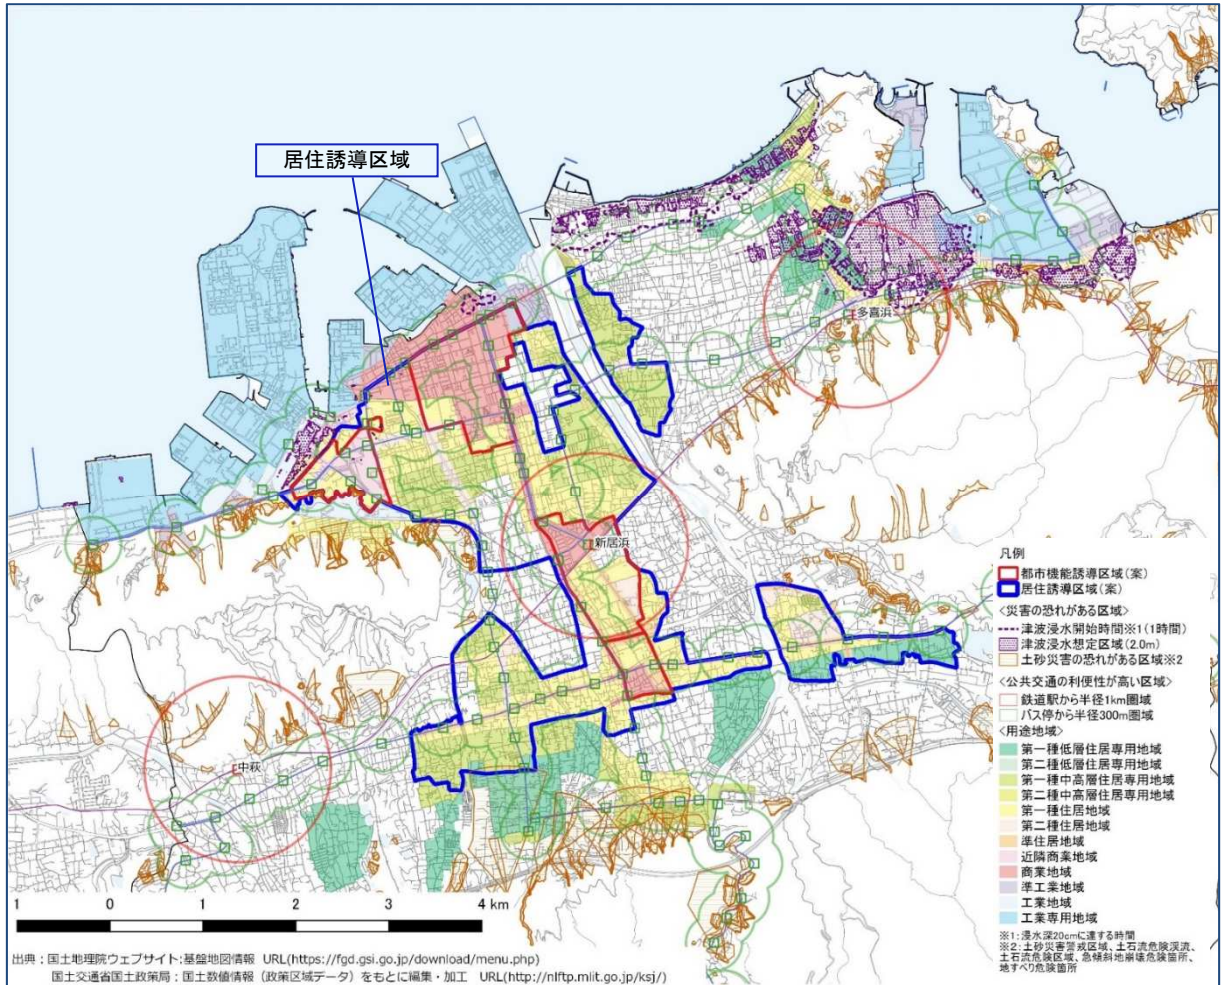 居住誘導区域
多喜浜
新居浜
中萩
凡例
都市機能誘導区域(案)
居住誘導区域(案)
<災害の恐れがある区域>
津波浸水開始時間※1(1時間)
津波浸水想定区域(2.0m)
土砂災害の恐れがある区域※2
<公共交通の利便性が高い区域>
鉄道駅から半径1km圏域
バス停から半径300m圏域
<用途地域>
第一種低層住居専用地域
第二種低層住居専用地域
第一種中高層住居専用地域
第二種中高層住居専用地域
第一種住居地域
第二種住居地域
準住居地域
近隣商業地域
商業地域
準工業地域
工業地域
工業専用地域
※1:浸水深20cmに達する時間
※2:土砂災害警戒区域、土石流危険渓流、
土石流危険区域、急傾斜地崩壊危険箇所、
地すべり危険箇所
1 0 1 2 3 4 km
出典：国土地理院ウェブサイト:基盤地図情報 URL(https://fgd.gsi.go.jp/download/menu.php)
国土交通省国土政策局：国土数値情報（政策区域データ）をもとに編集・加工 URL(http://nlftp.mlit.go.jp/ksj/)